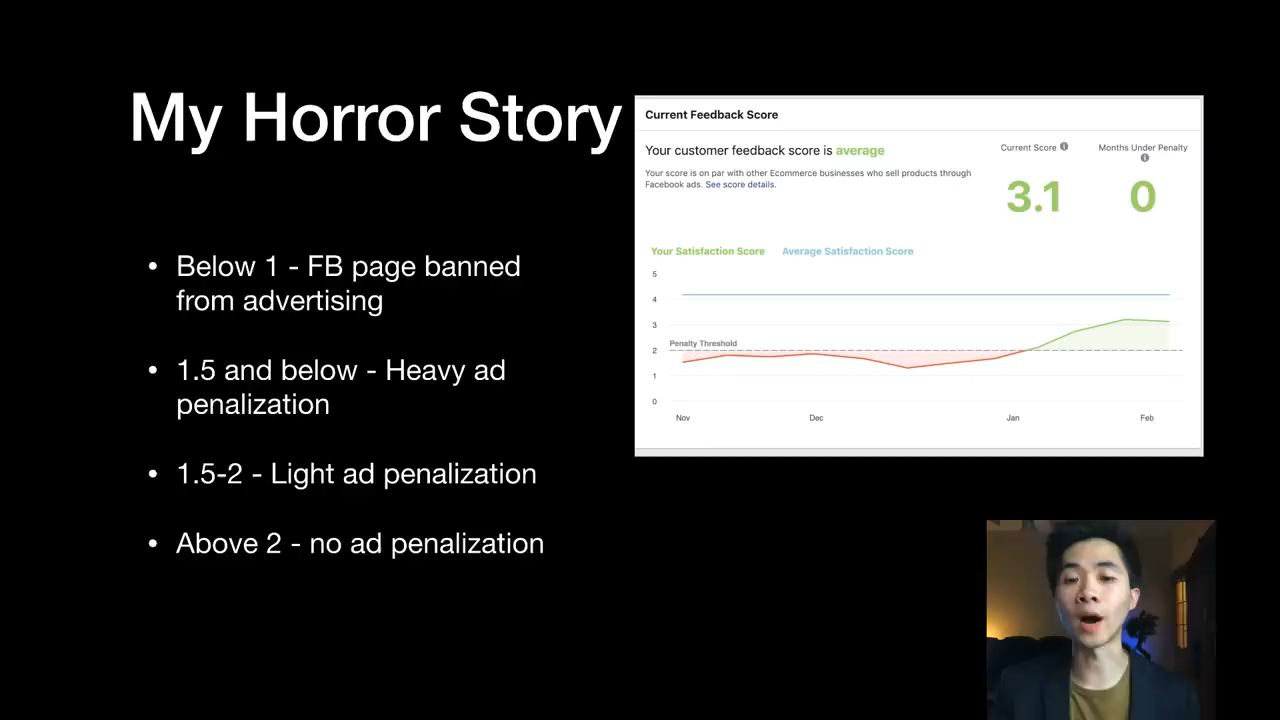 My Horror Story
• Below 1 - FB page banned
from advertising
• 1.5 and below - Heavy ad
penalization
• 1.5-2 - Light ad penalization
• Above 2 - no ad penalization
Current Feedback Score
Your customer feedback score is average
Your score is on par with other Ecommerce businesses who sell products through
Facebook ads. See score details.
Current Score
3.1
Months Under Penalty
0
Your Satisfaction Score
Average Satisfaction Score
5
4
3
Penalty Threshold
2
1
0
Nov
Dec
Jan
Feb